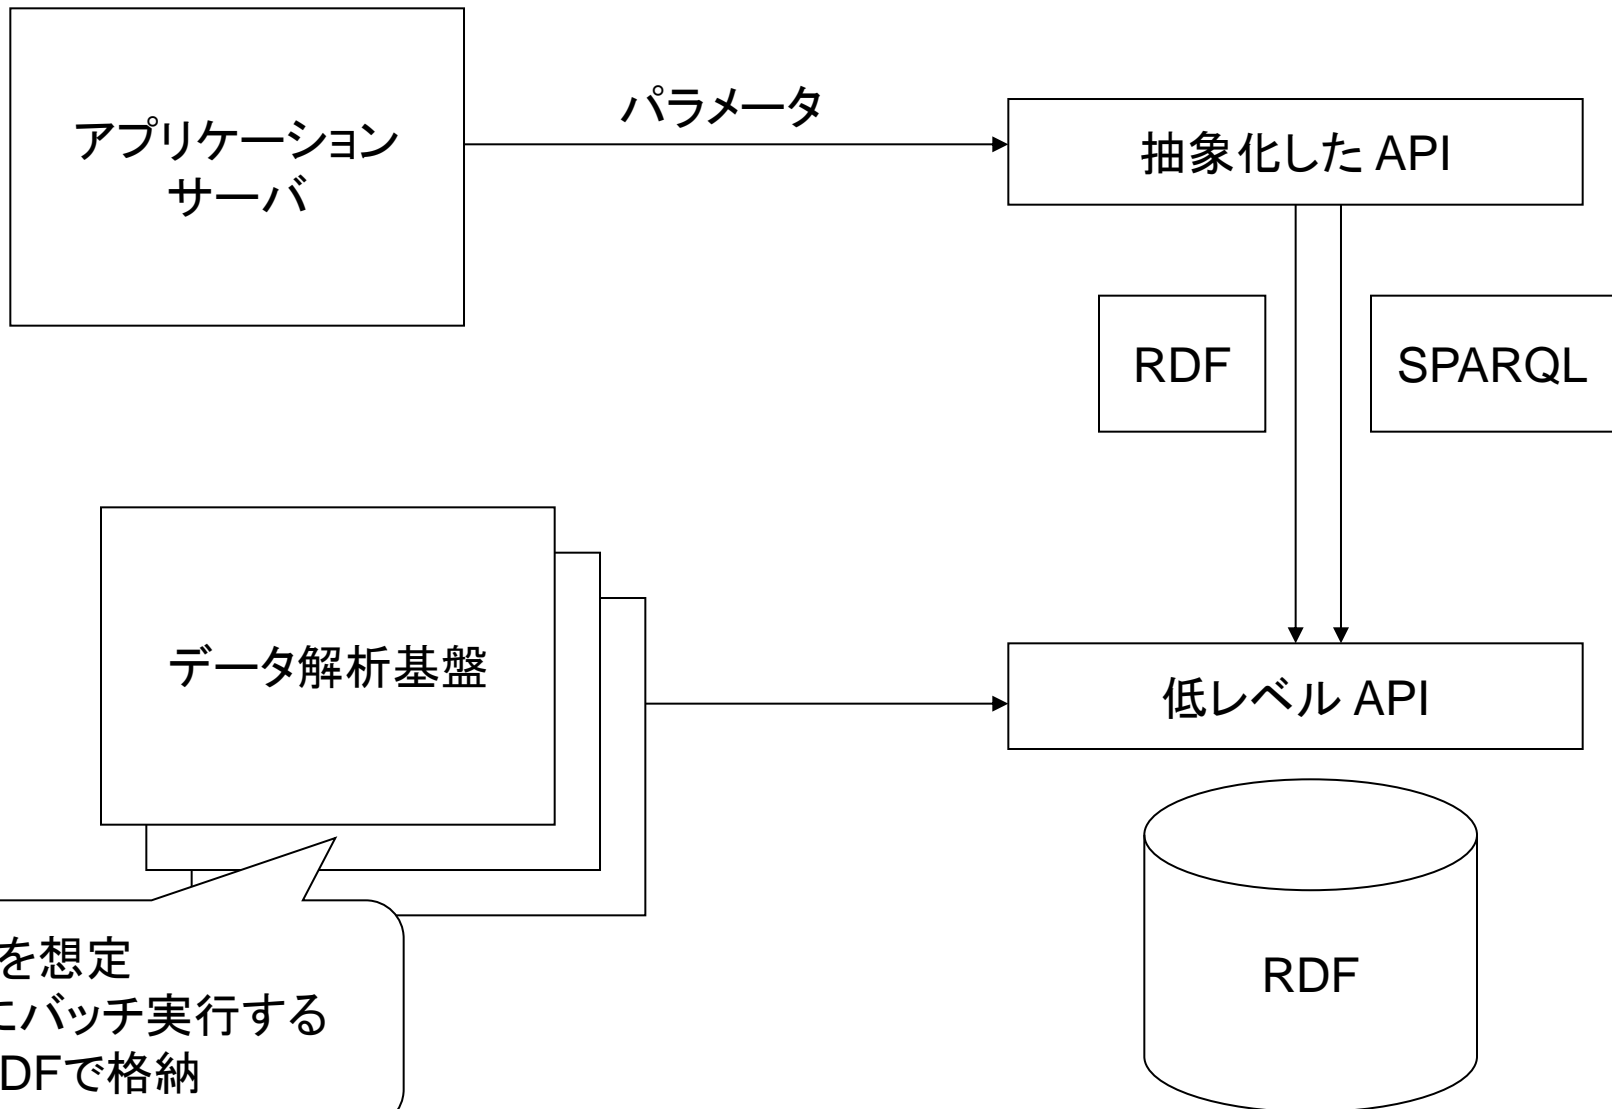 アプリケーション
サーバ
パラメータ
抽象化した API
RDF
SPARQL
データ解析基盤
低レベル API
を想定
にバッチ実行する
DFで格納
RDF